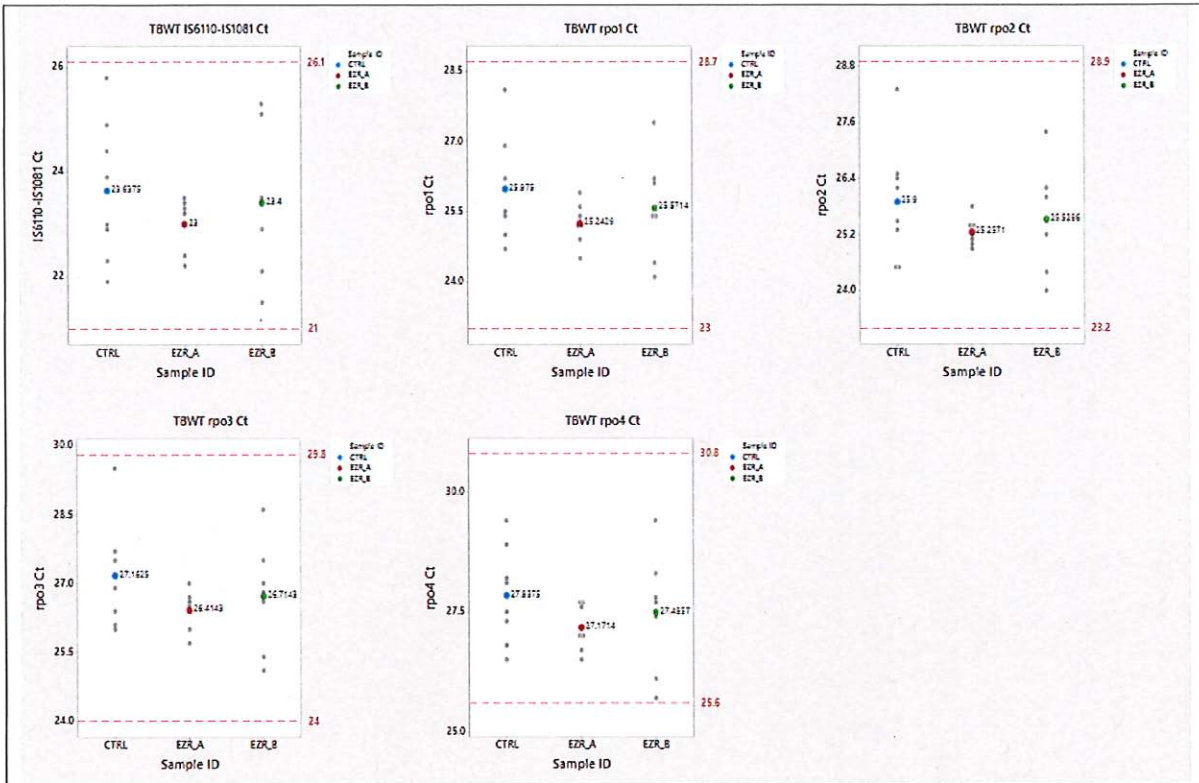 TBWT IS6110-IS1081 Ct
IS6110-IS1081 Ct
26
24
22
26.1
21
23.6375
23
23.4
CTRL
EZR_A
EZR_B
Sample ID
Sample ID
CTRL
EZR_A
EZR_B
TBWT rpo1 Ct
rpo1 Ct
28.5
27.0
25.5
24.0
28.7
23
25.975
25.2429
25.5714
CTRL
EZR_A
EZR_B
Sample ID
Sample ID
CTRL
EZR_A
EZR_B
TBWT rpo2 Ct
rpo2 Ct
28.8
27.6
26.4
25.2
24.0
28.9
23.2
25.9
25.2571
25.5286
CTRL
EZR_A
EZR_B
Sample ID
Sample ID
CTRL
EZR_A
EZR_B
TBWT rpo3 Ct
rpo3 Ct
30.0
28.5
27.0
25.5
24.0
29.8
24
27.1625
26.4143
26.7143
CTRL
EZR_A
EZR_B
Sample ID
Sample ID
CTRL
EZR_A
EZR_B
TBWT rpo4 Ct
rpo4 Ct
30.0
27.5
25.0
30.8
25.6
27.8375
27.1714
27.4857
CTRL
EZR_A
EZR_B
Sample ID
Sample ID
CTRL
EZR_A
EZR_B